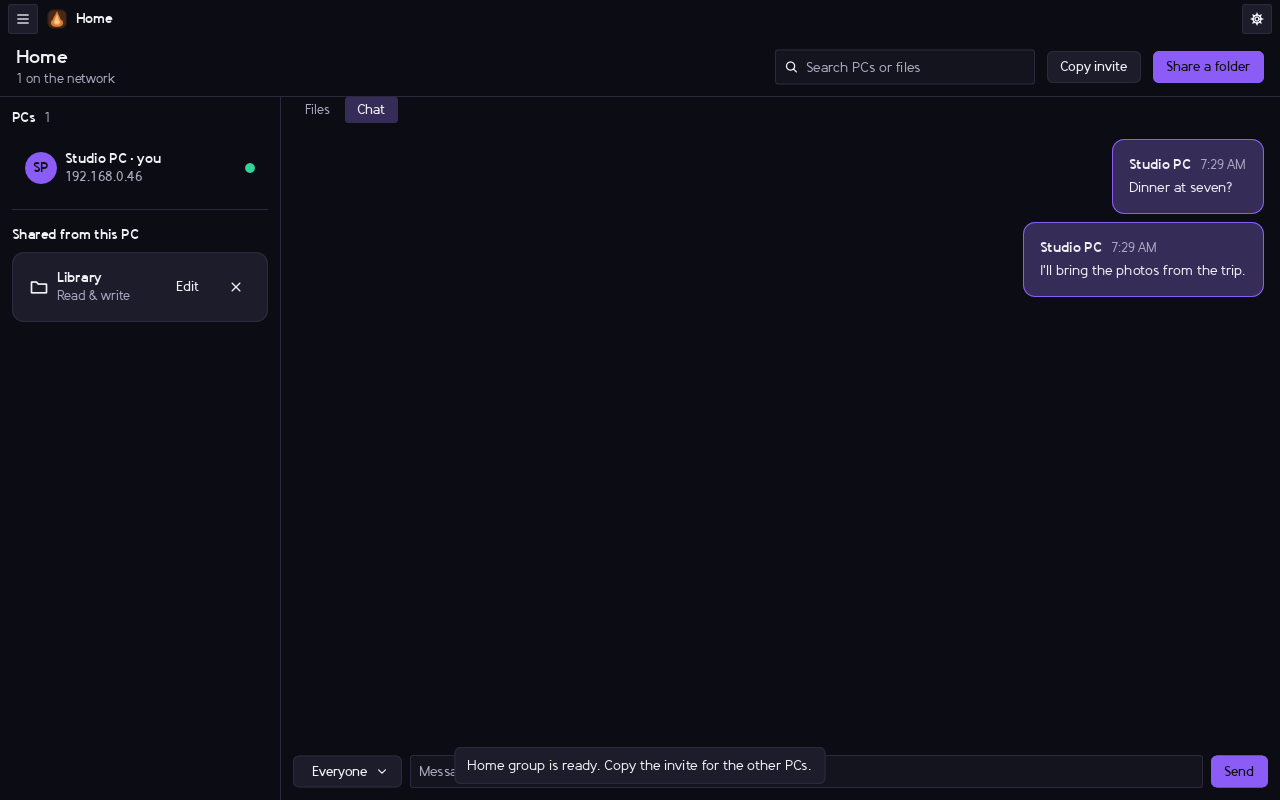 Home
Home
1 on the network
Search PCs or files
Copy invite
Share a folder
PCs 1
SP
Studio PC · you
192.168.0.46
Shared from this PC
Library
Read & write
Edit
Files
Chat
Studio PC 7:29 AM
Dinner at seven?
Studio PC 7:29 AM
I'll bring the photos from the trip.
Everyone
Messa
Home group is ready. Copy the invite for the other PCs.
Send